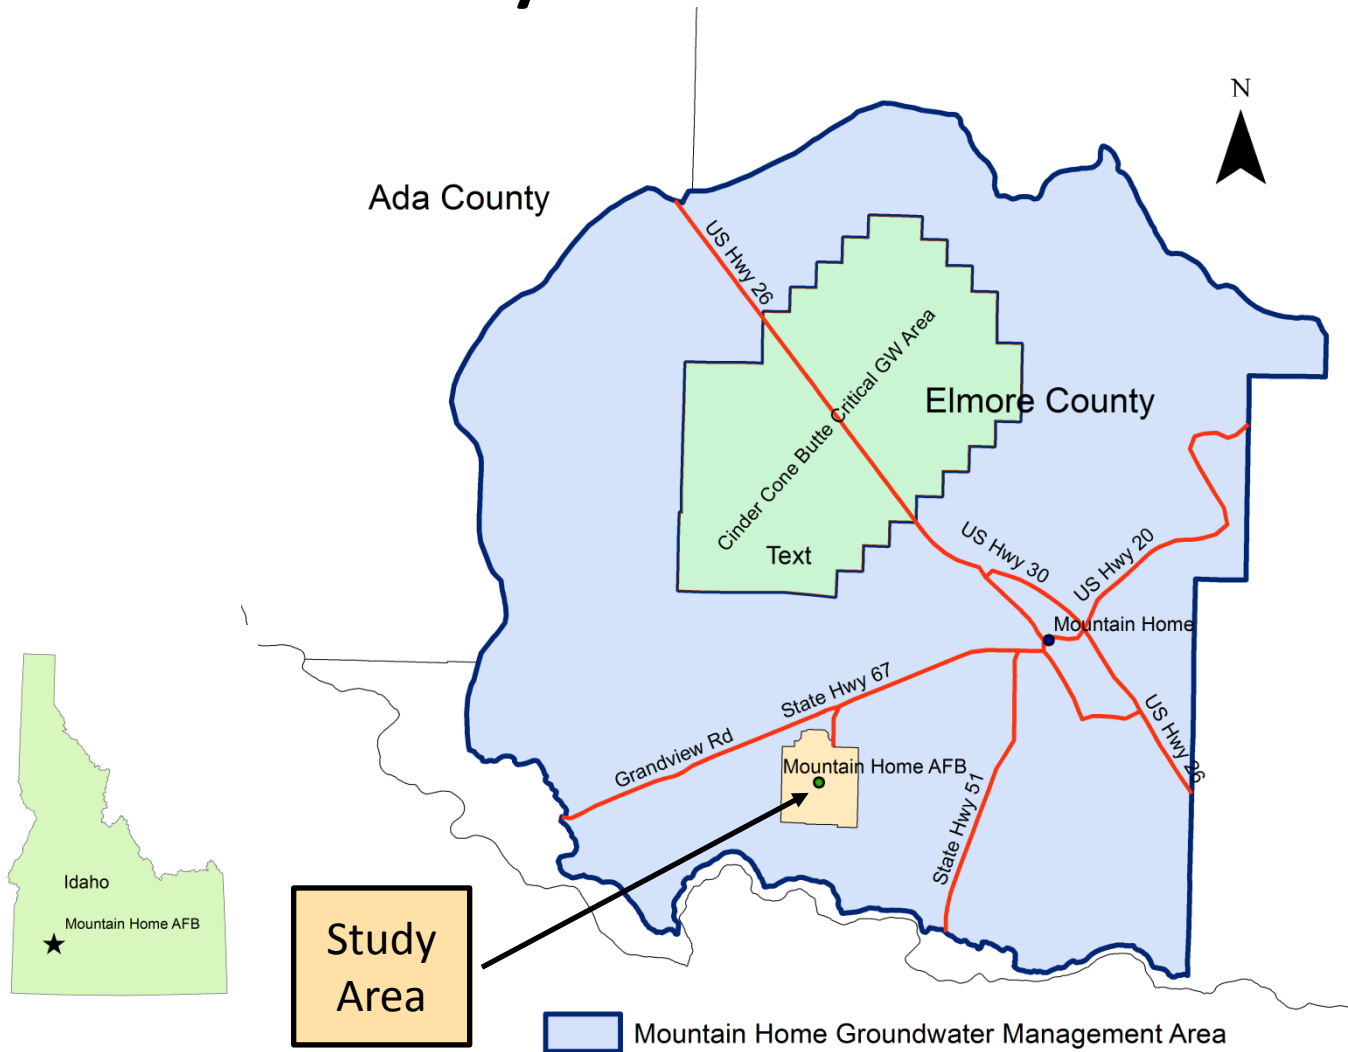 N
Ada County
US Hwy 26
Cinder Cone Butte Critical GW Area
Elmore County
Text
US Hwy 30
US Hwy 20
Mountain Home
State Hwy 67
Grandview Rd
US Hwy 26
Mountain Home AFB
State Hwy 51
Idaho
Mountain Home AFB
Study
Area
Mountain Home Groundwater Management Area